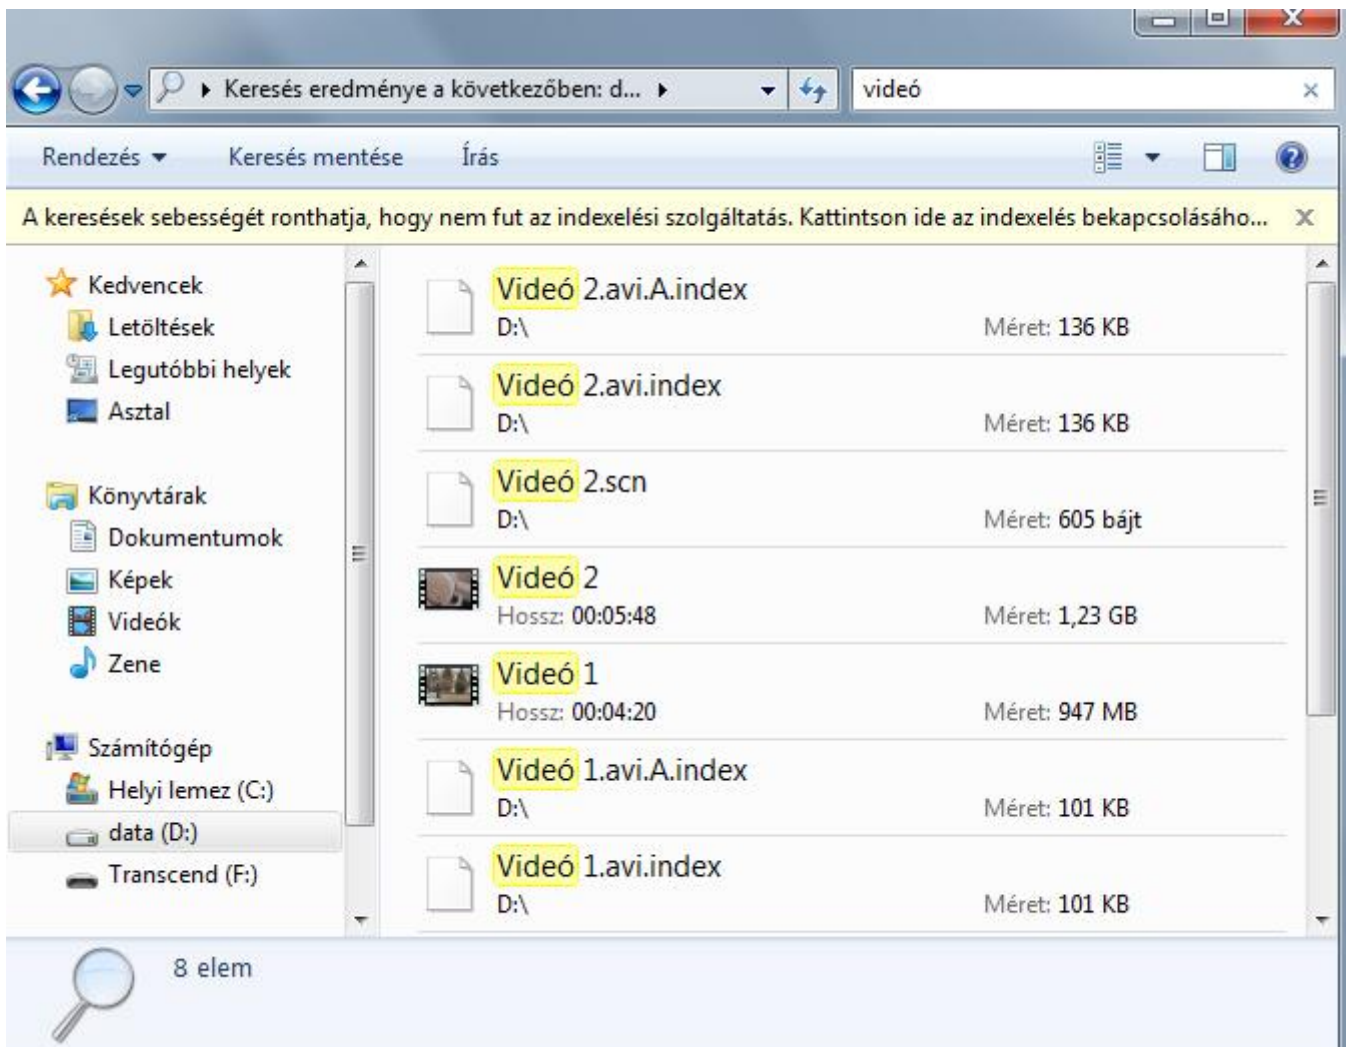 Keresés eredménye a következőben: d...
videó
Rendezés
Keresés mentése
Írás
A keresések sebességét ronthatja, hogy nem fut az indexelési szolgáltatás. Kattintson ide az indexelés bekapcsolásáho...
Kedvencek
Letöltések
Legutóbbi helyek
Asztal
Könyvtárak
Dokumentumok
Képek
Videók
Zene
Számítógép
Helyi lemez (C:)
data (D:)
Transcend (F:)
Videó 2.avi.A.index
D:\ Méret: 136 KB
Videó 2.avi.index
D:\ Méret: 136 KB
Videó 2.scn
D:\ Méret: 605 bájt
Videó 2
Hossz: 00:05:48 Méret: 1,23 GB
Videó 1
Hossz: 00:04:20 Méret: 947 MB
Videó 1.avi.A.index
D:\ Méret: 101 KB
Videó 1.avi.index
D:\ Méret: 101 KB
8 elem